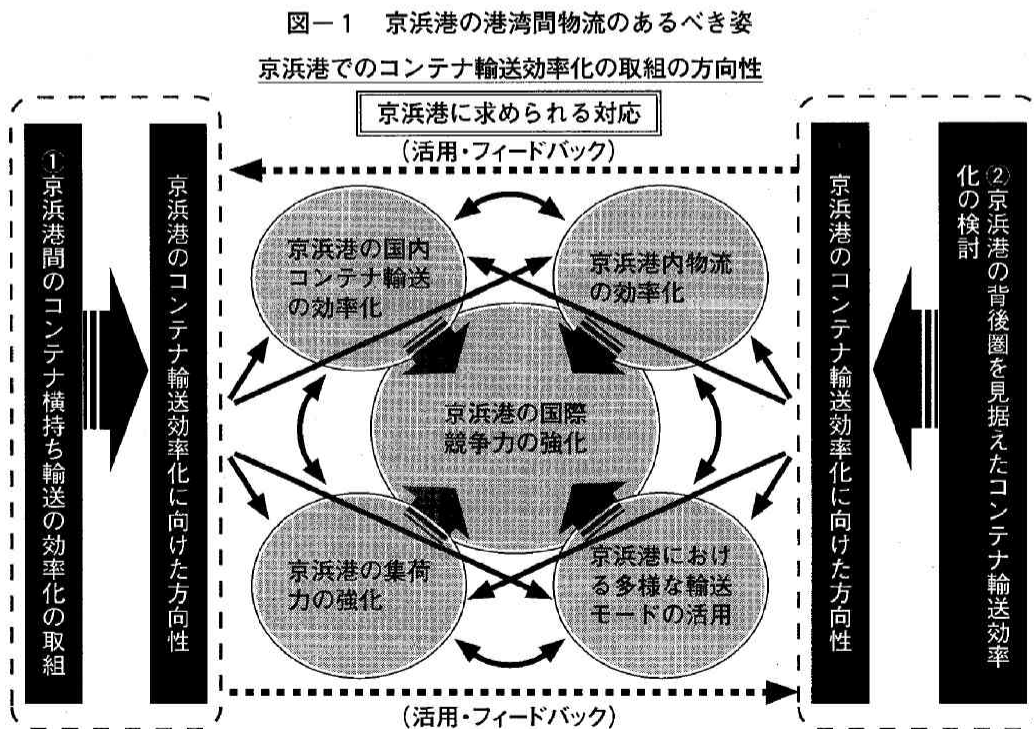 図－1　京浜港の港湾間物流のあるべき姿
京浜港でのコンテナ輸送効率化の取組の方向性
京浜港に求められる対応
（活用・フィードバック）
①京浜港間のコンテナ横持ち輸送の効率化の取組
京浜港のコンテナ輸送効率化に向けた方向性
京浜港の国内
コンテナ輸送
の効率化
京浜港内物流
の効率化
京浜港の国際
競争力の強化
京浜港の集荷
力の強化
京浜港におけ
る多様な輸送
モードの活用
京浜港のコンテナ輸送効率化に向けた方向性
②京浜港の背後圏を見据えたコンテナ輸送効率
化の検討
（活用・フィードバック）